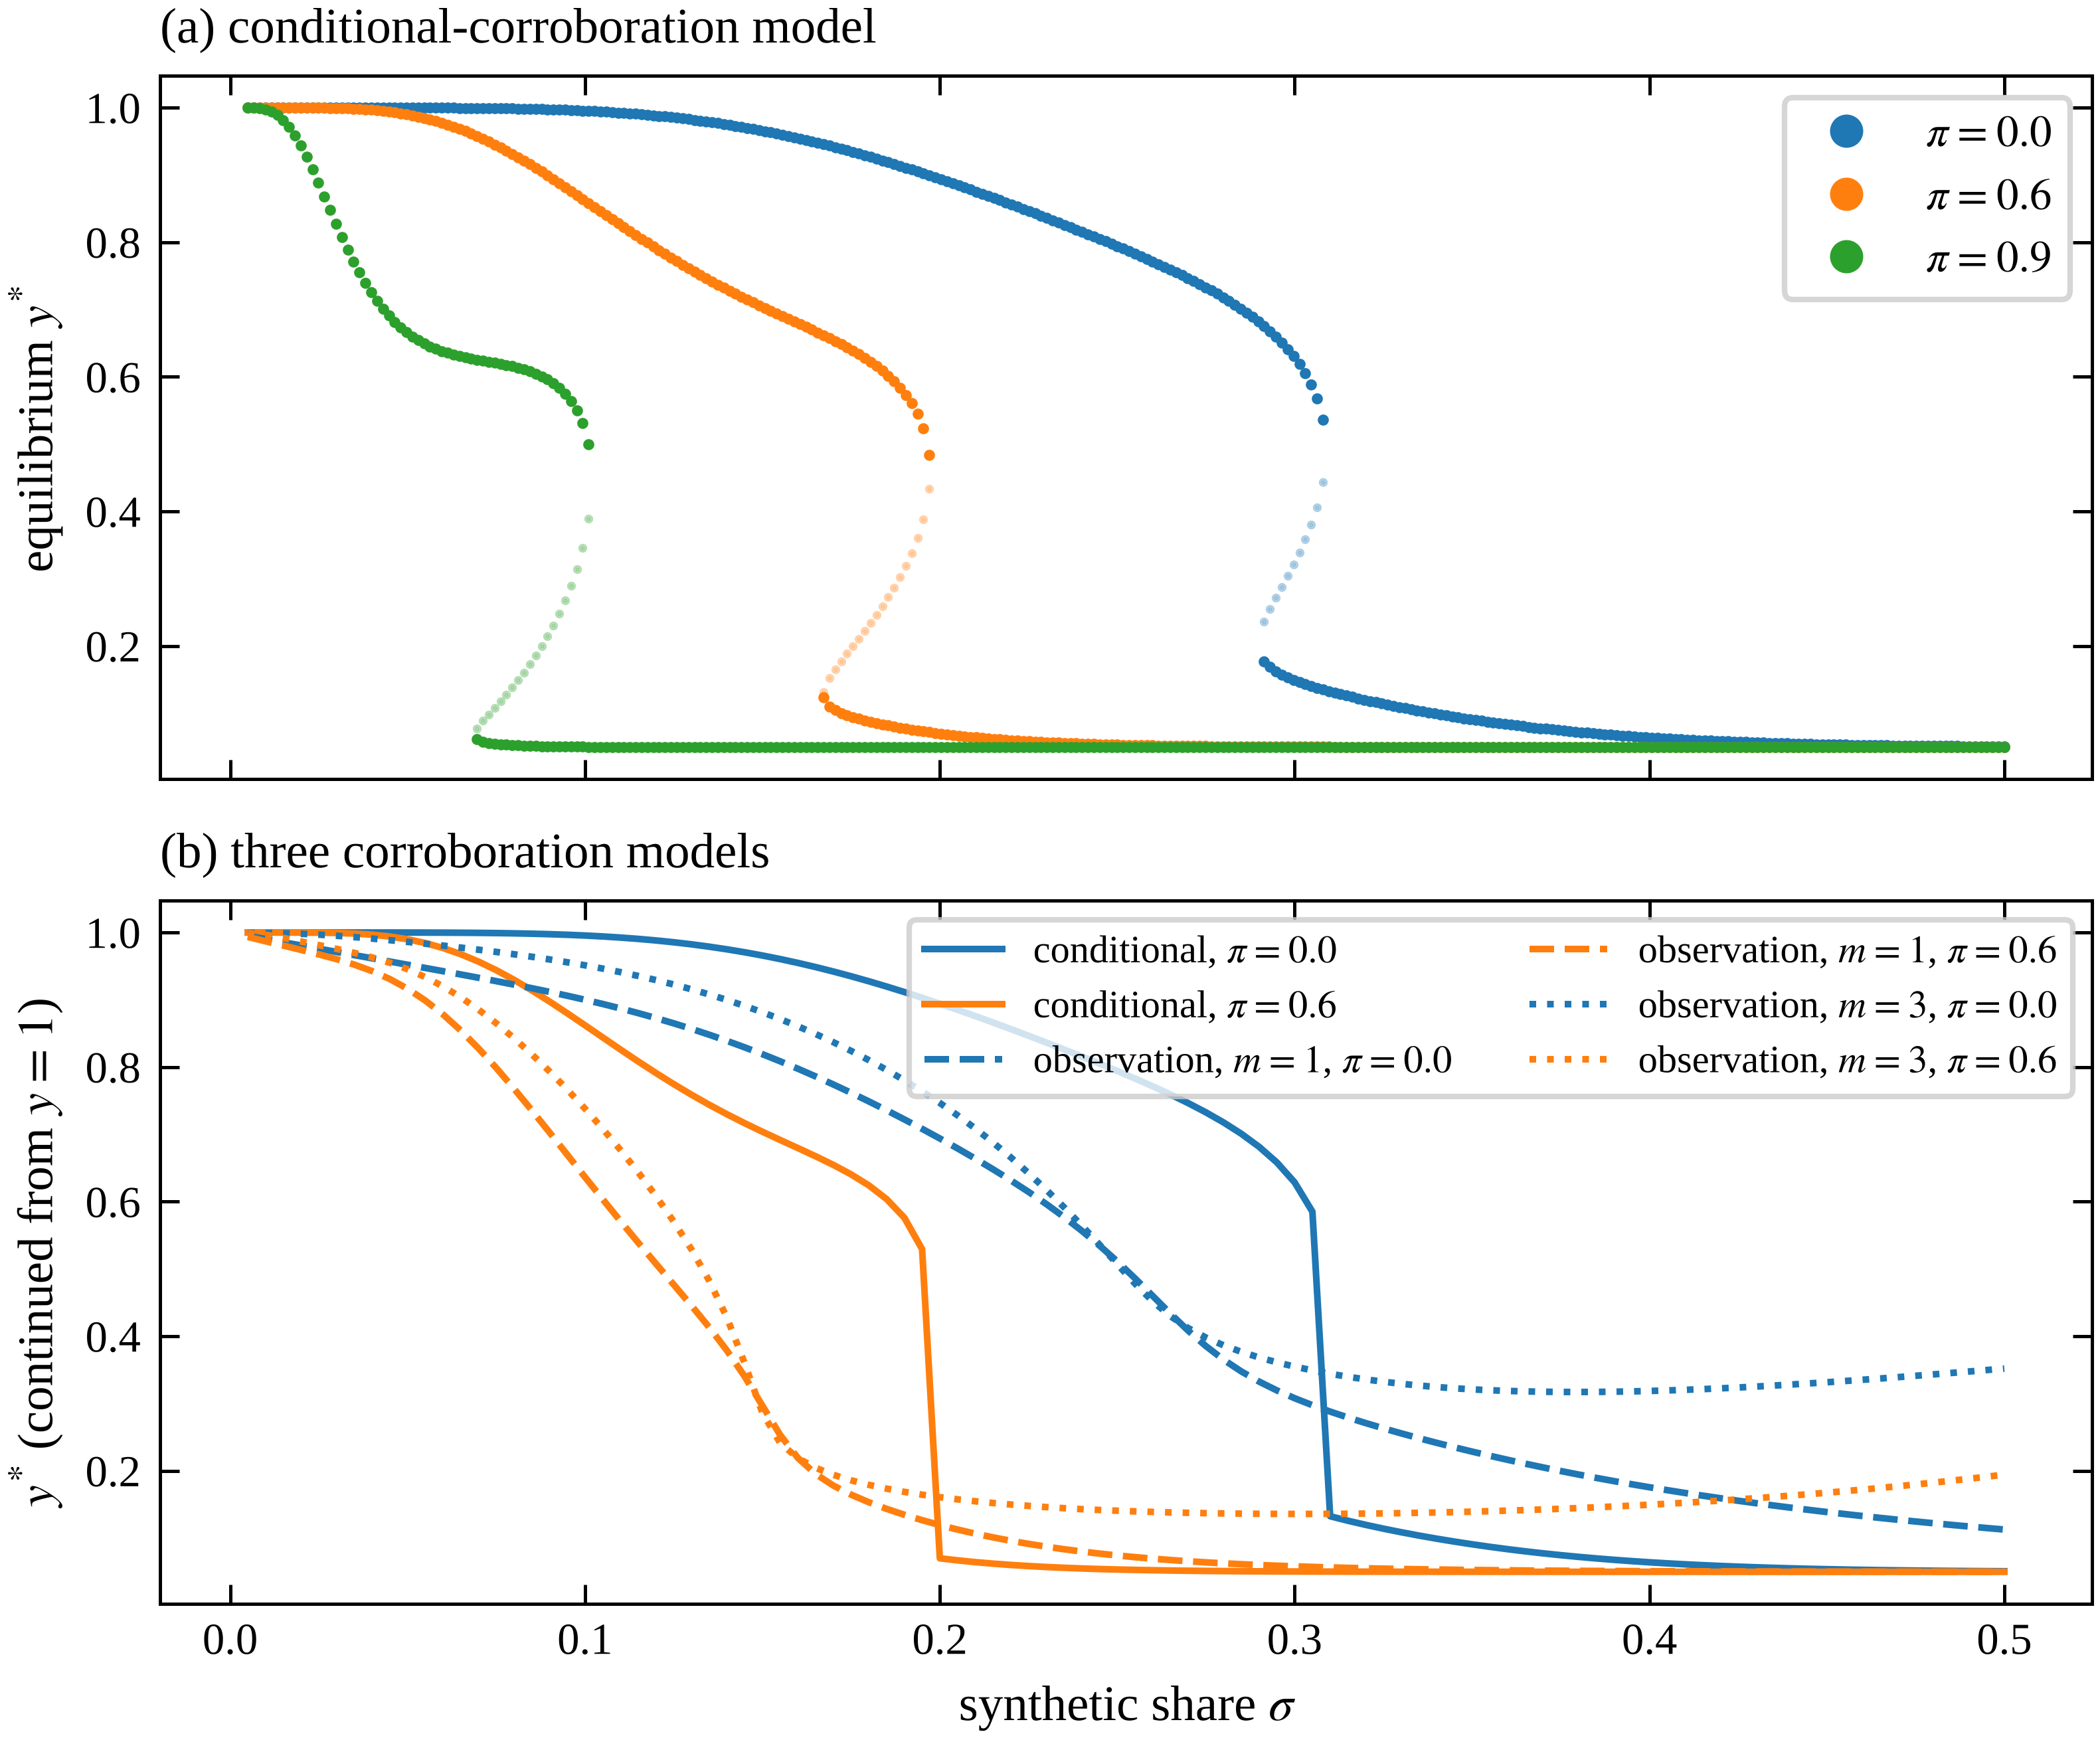 (a) conditional-corroboration model
equilibrium y*
1.0
0.8
0.6
0.4
0.2
π = 0.0
π = 0.6
π = 0.9
(b) three corroboration models
y* (continued from y = 1)
1.0
0.8
0.6
0.4
0.2
conditional, π = 0.0
conditional, π = 0.6
observation, m = 1, π = 0.0
observation, m = 1, π = 0.6
observation, m = 3, π = 0.0
observation, m = 3, π = 0.6
0.0 0.1 0.2 0.3 0.4 0.5
synthetic share σ